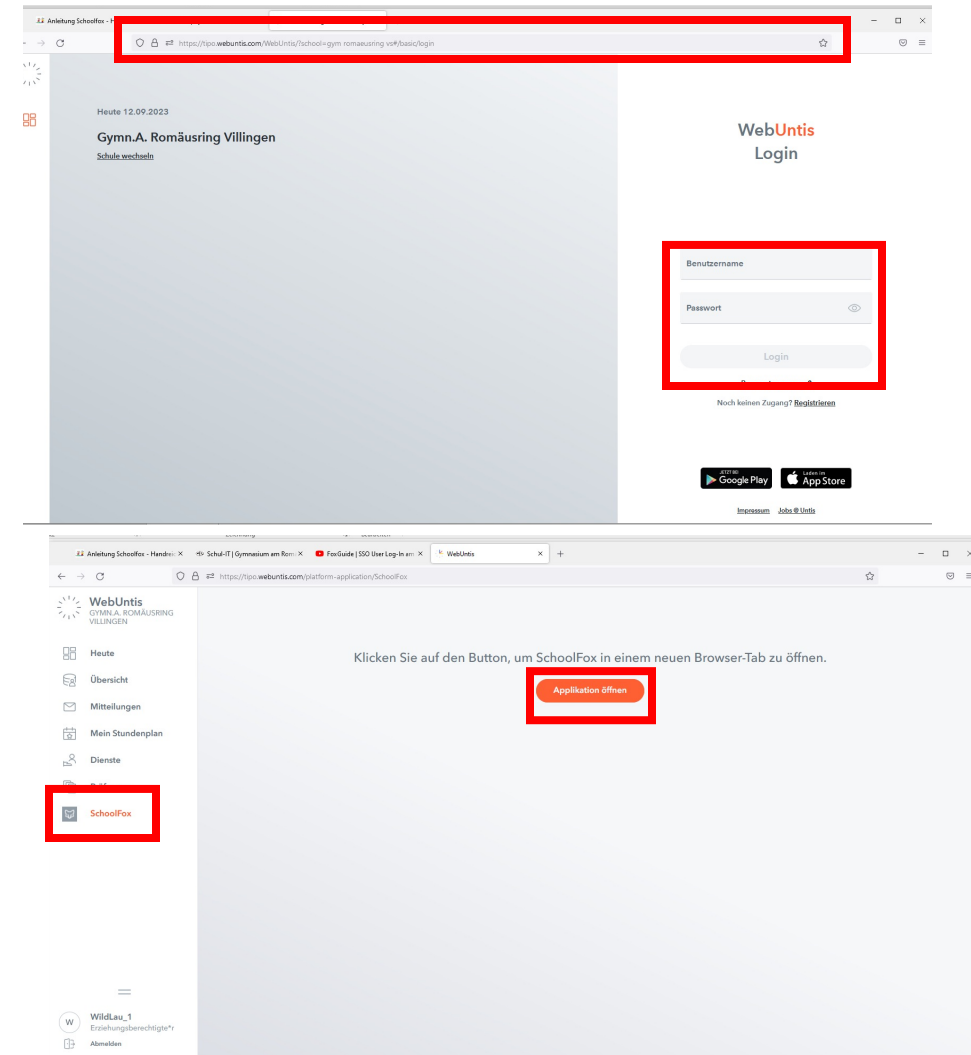 Anleitung Schoolfox - H
https://tipo.webuntis.com/WebUntis/?school=gym romaeusring vs#/basic/login
Heute 12.09.2023
Gymn.A. Romäusring Villingen
Schule wechseln
WebUntis
Login
Benutzername
Passwort
Login
Noch keinen Zugang? Registrieren
JETZT BEI
Google Play
Laden im
App Store
Impressum Jobs @ Untis
Anleitung Schoolfox - Handrei
Schul-IT | Gymnasium am Rom
FoxGuide | SSO User Log-In am
WebUntis
https://tipo.webuntis.com/platform-application/SchoolFox
WebUntis
GYMN.A. ROMÄUSRING
VILLINGEN
Heute
Klicken Sie auf den Button, um SchoolFox in einem neuen Browser-Tab zu öffnen.
Übersicht
Applikation öffnen
Mitteilungen
Mein Stundenplan
Dienste
SchoolFox
W
WildLau_1
Erziehungsberechtigte*r
Abmelden